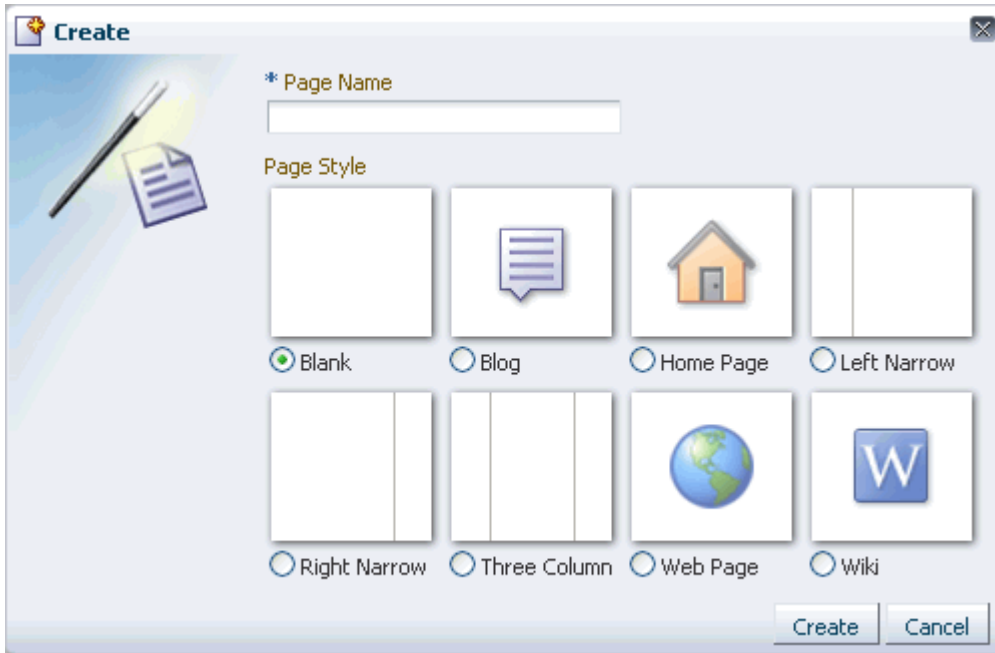 Create
* Page Name
Page Style
Blank Blog Home Page Left Narrow
W
Right Narrow Three Column Web Page Wiki
Create Cancel